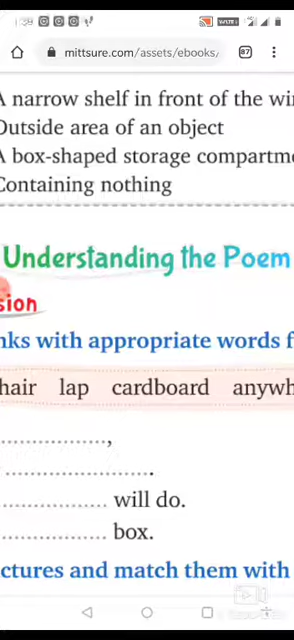 mittsure.com/assets/ebooks/
87
A narrow shelf in front of the wi
Outside area of an object
A box-shaped storage compartm
Containing nothing
Understanding the Poem
sion
nks with appropriate words f
hair lap cardboard anywh
....................,
....................
.................... will do.
.................... box.
ctures and match them with